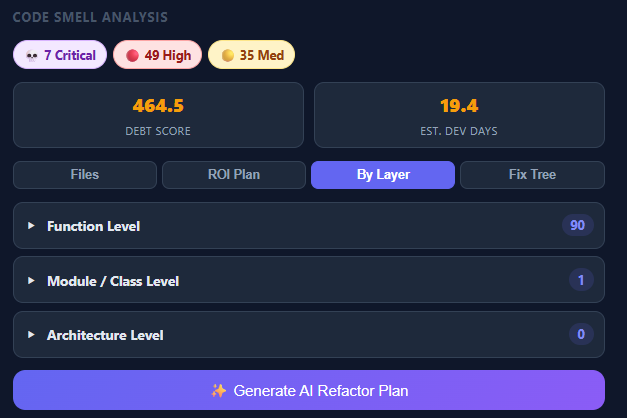 CODE SMELL ANALYSIS
7 Critical 49 High 35 Med
464.5 19.4
DEBT SCORE EST. DEV DAYS
Files ROI Plan By Layer Fix Tree
Function Level 90
Module / Class Level 1
Architecture Level 0
Generate AI Refactor Plan